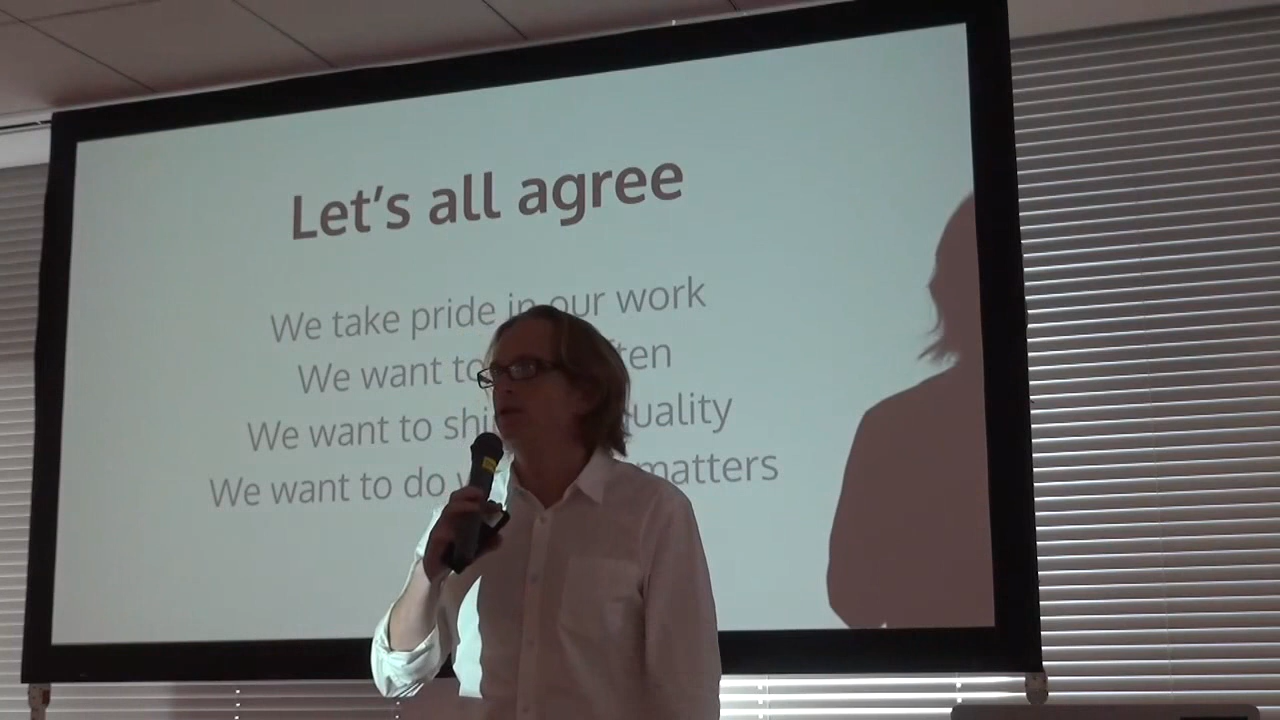 Let's all agree
We take pride in our work
We want to
We want to quality
We want to do matters